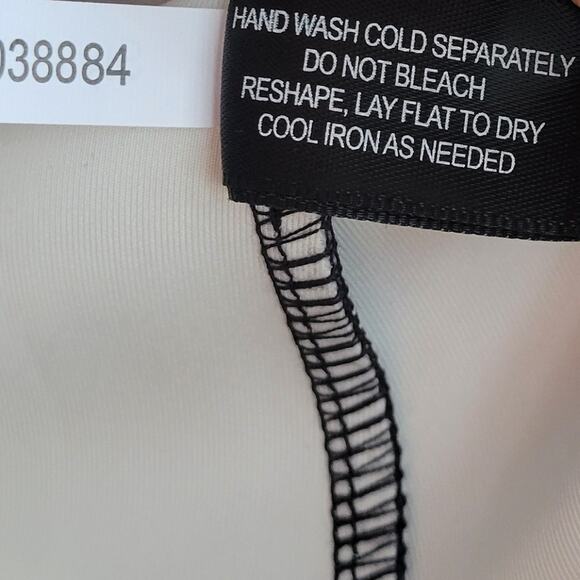 038884
HAND WASH COLD SEPARATELY
DO NOT BLEACH
RESHAPE, LAY FLAT TO DRY
COOL IRON AS NEEDED